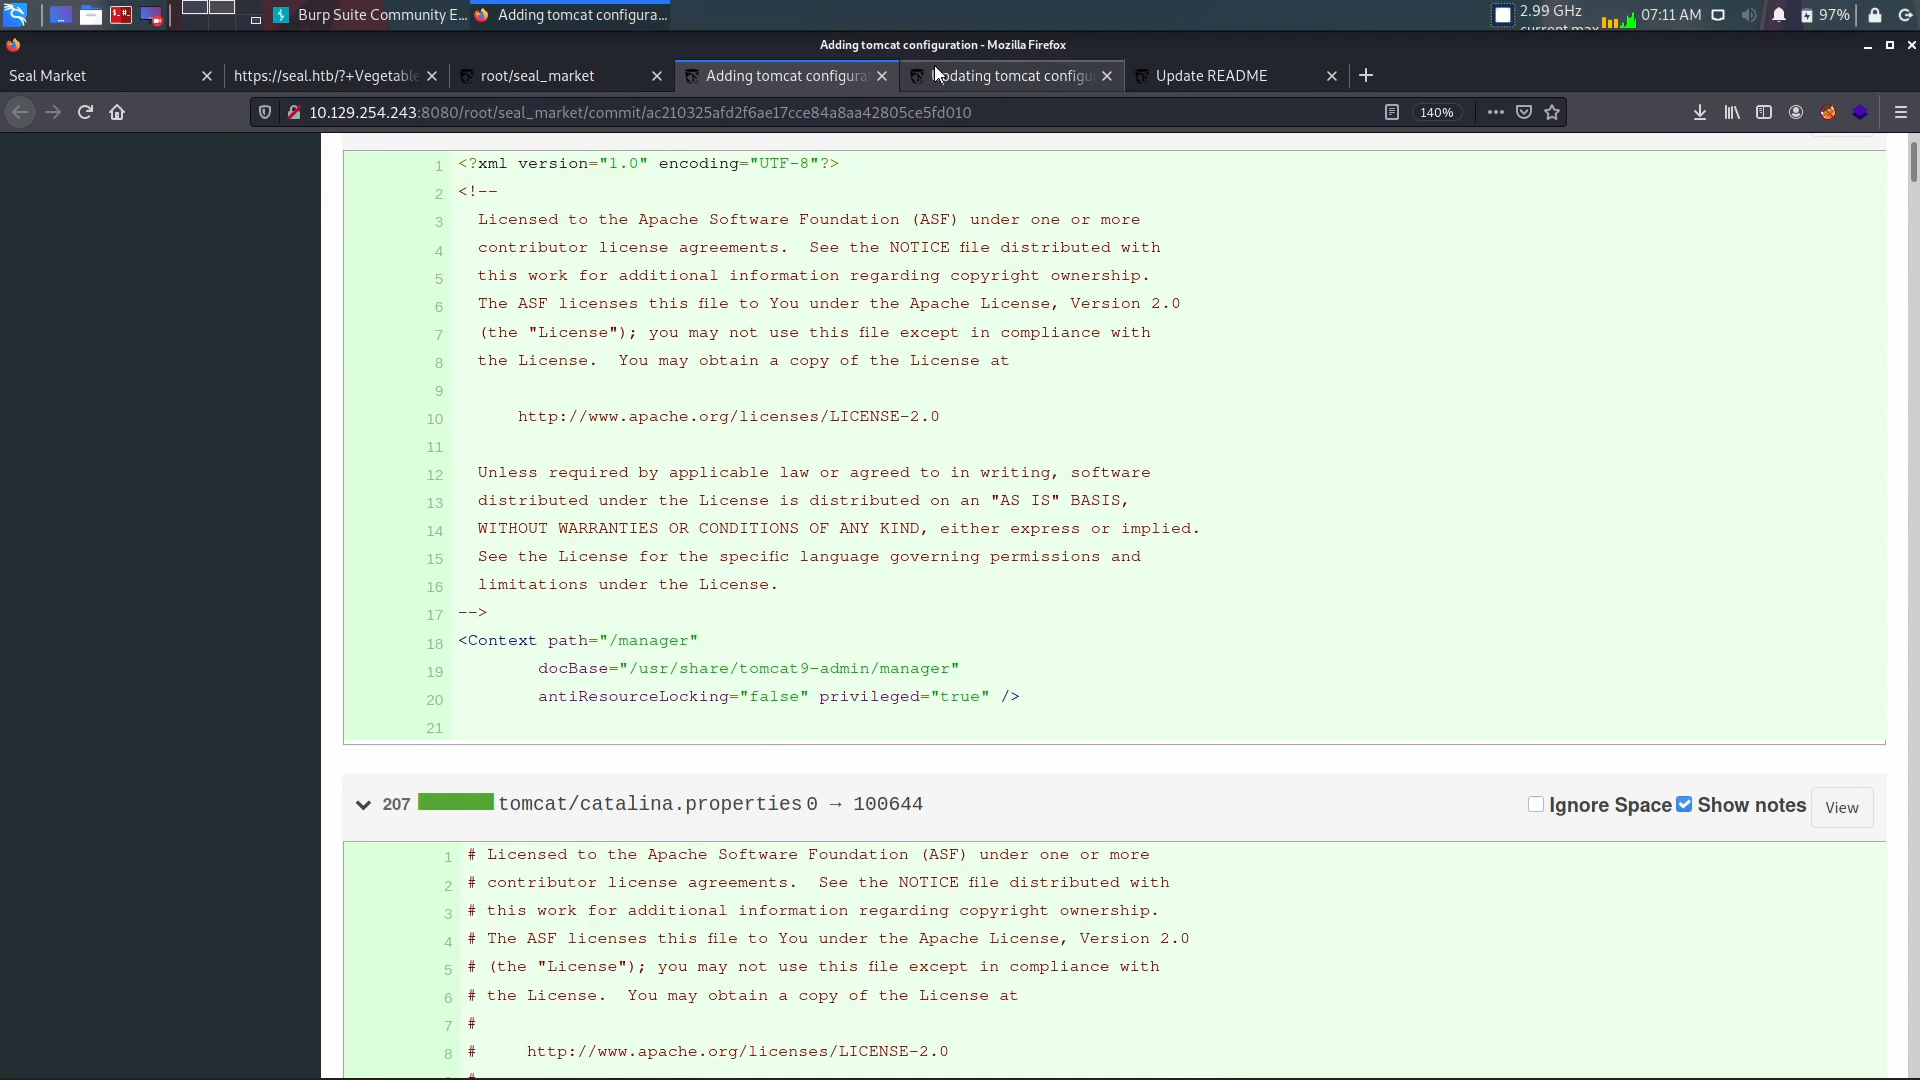 Burp Suite Community E...
Adding tomcat configura...
2.99 GHz
07:11 AM
97%
Adding tomcat configuration - Mozilla Firefox
Seal Market
https://seal.htb/?+Vegetable
root/seal_market
Adding tomcat configura
pdating tomcat configu
Update README
10.129.254.243:8080/root/seal_market/commit/ac210325afd2f6ae17cce84a8aa42805ce5fd010
140%
1 <?xml version="1.0" encoding="UTF-8"?>
2 <!--
3 Licensed to the Apache Software Foundation (ASF) under one or more
4 contributor license agreements.  See the NOTICE file distributed with
5 this work for additional information regarding copyright ownership.
6 The ASF licenses this file to You under the Apache License, Version 2.0
7 (the "License"); you may not use this file except in compliance with
8 the License.  You may obtain a copy of the License at
9
10 http://www.apache.org/licenses/LICENSE-2.0
11
12 Unless required by applicable law or agreed to in writing, software
13 distributed under the License is distributed on an "AS IS" BASIS,
14 WITHOUT WARRANTIES OR CONDITIONS OF ANY KIND, either express or implied.
15 See the License for the specific language governing permissions and
16 limitations under the License.
17 -->
18 <Context path="/manager"
19 docBase="/usr/share/tomcat9-admin/manager"
20 antiResourceLocking="false" privileged="true" />
21
207 tomcat/catalina.properties 0 → 100644
Ignore Space Show notes View
1 # Licensed to the Apache Software Foundation (ASF) under one or more
2 # contributor license agreements.  See the NOTICE file distributed with
3 # this work for additional information regarding copyright ownership.
4 # The ASF licenses this file to You under the Apache License, Version 2.0
5 # (the "License"); you may not use this file except in compliance with
6 # the License.  You may obtain a copy of the License at
7 #
8 # http://www.apache.org/licenses/LICENSE-2.0
#